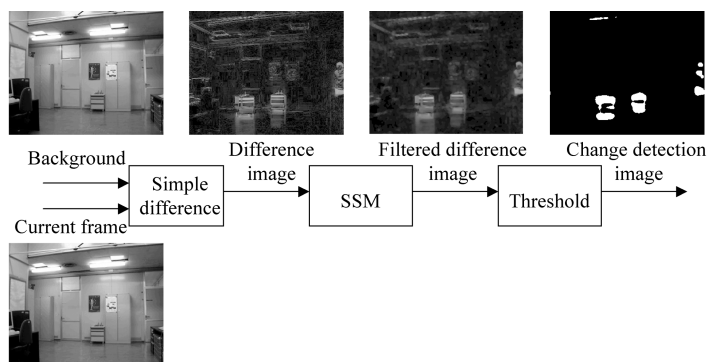 Background
Current frame
Simple
difference
Difference
image
SSM
Filtered difference
image
Threshold
Change detection
image